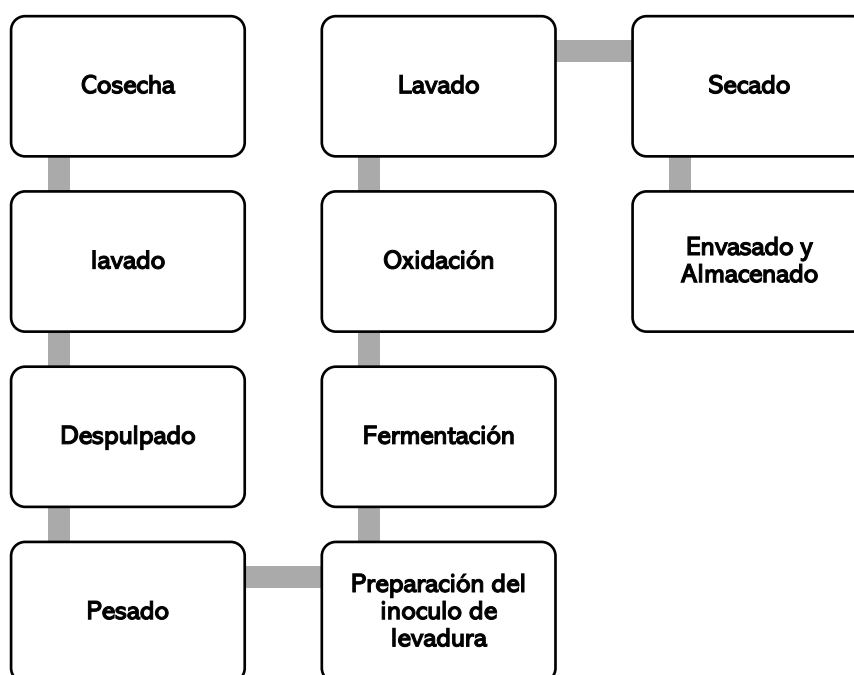 Cosecha
lavado
Despulpado
Pesado
Preparación del
inoculo de
levadura
Fermentación
Oxidación
Lavado
Secado
Envasado y
Almacenado